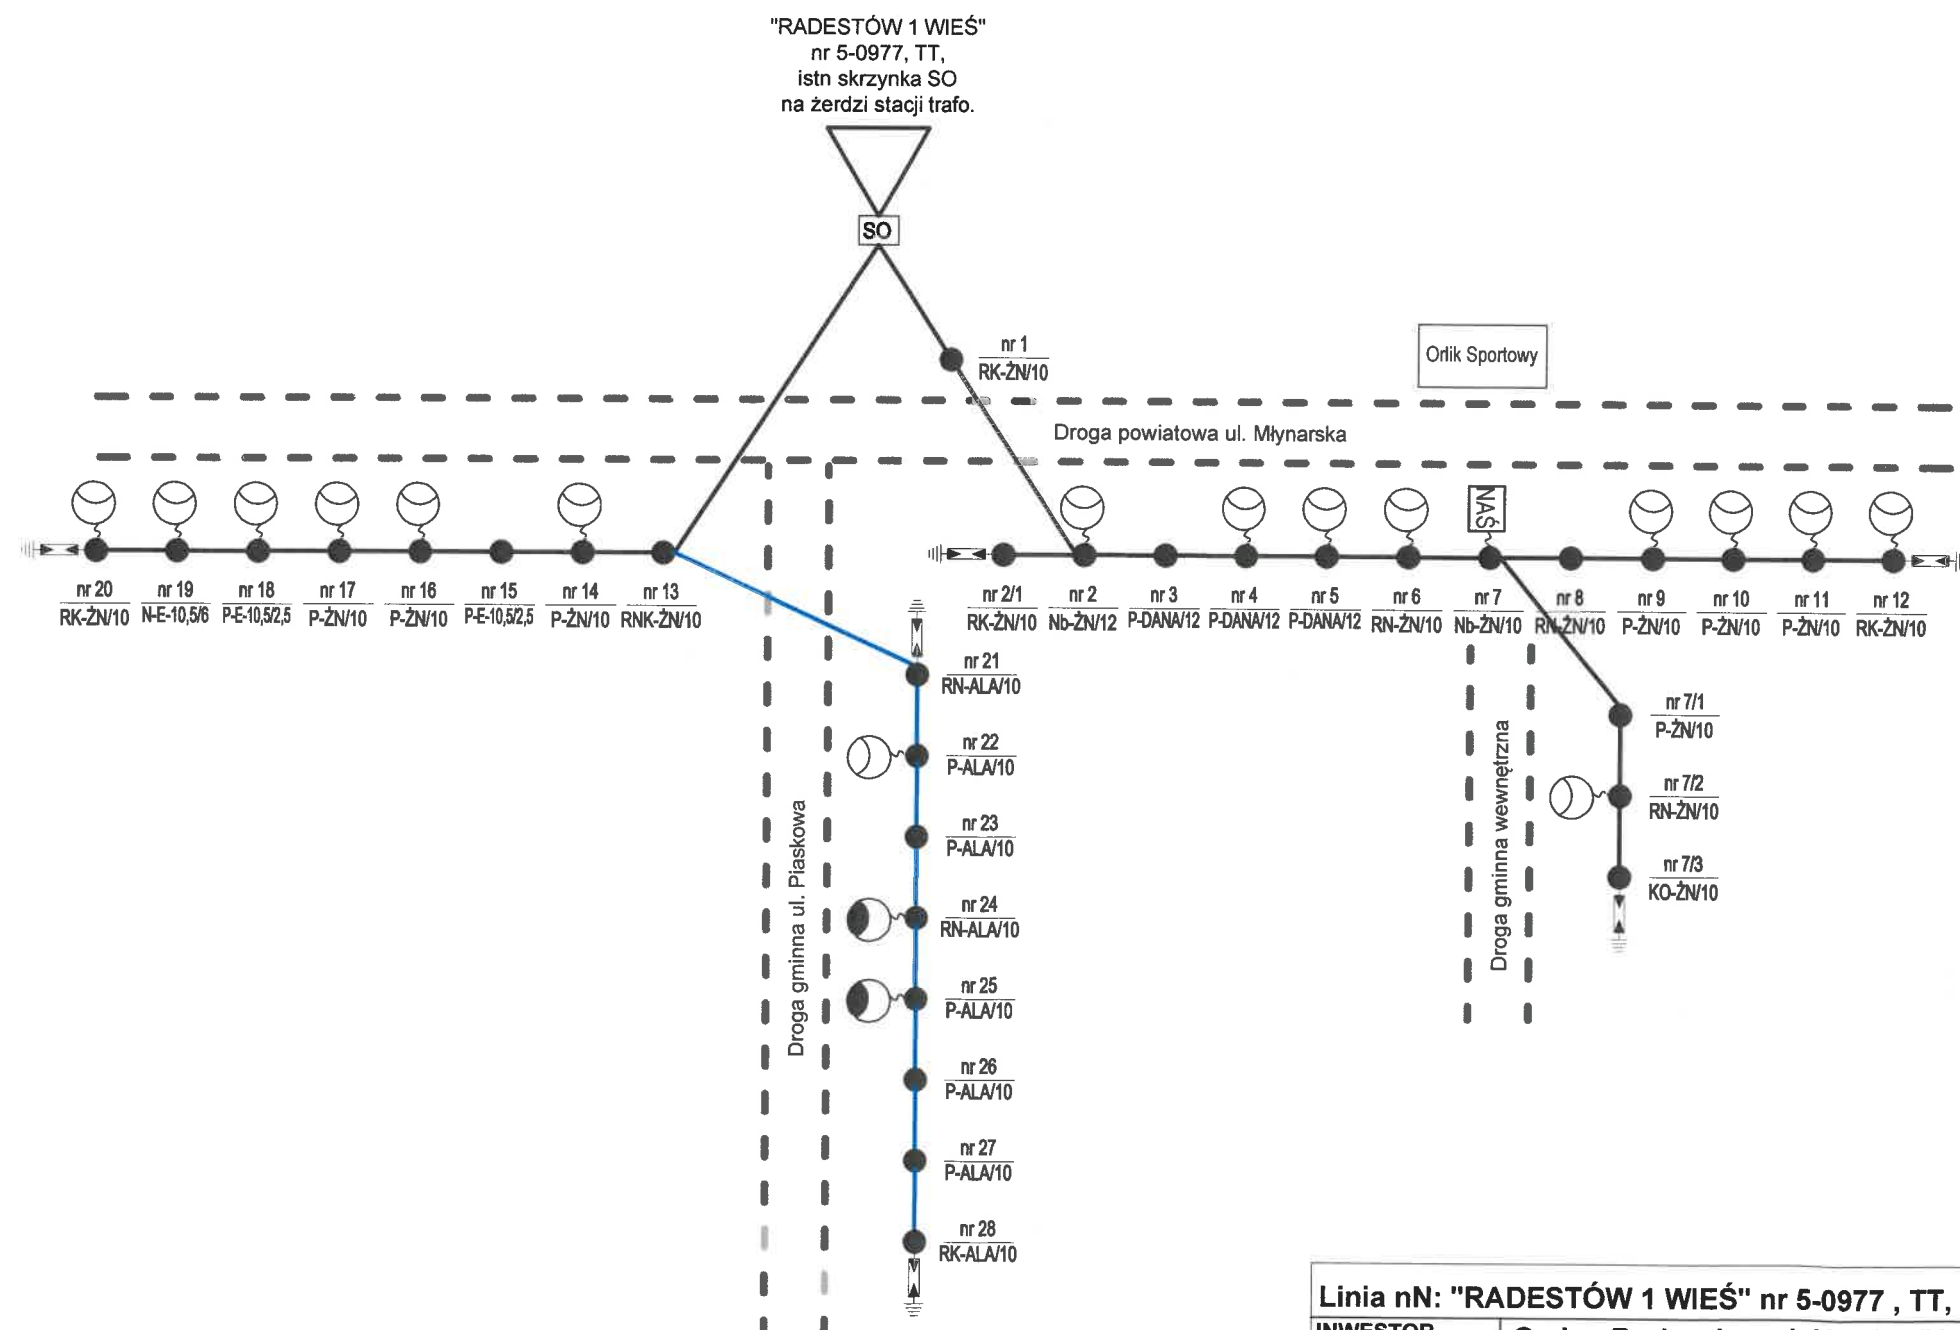 "RADESTÓW 1 WIEŚ"
nr 5-0977, TT,
istn skrzynka SO
na żerdzi stacji trafo.
SO
nr 1
RK-ŻN/10
Orlik Sportowy
Droga powiatowa ul. Młynarska
NAŚ
nr 20
RK-ŻN/10
nr 19
N-E-10,5/6
nr 18
P-E-10,5/2,5
nr 17
P-ŻN/10
nr 16
P-ŻN/10
nr 15
P-E-10,5/2,5
nr 14
P-ŻN/10
nr 13
RNK-ŻN/10
nr 2/1
RK-ŻN/10
nr 2
Nb-ŻN/12
nr 3
P-DANA/12
nr 4
P-DANA/12
nr 5
P-DANA/12
nr 6
RN-ŻN/10
nr 7
Nb-ŻN/10
nr 8
RN-ŻN/10
nr 9
P-ŻN/10
nr 10
P-ŻN/10
nr 11
P-ŻN/10
nr 12
RK-ŻN/10
nr 21
RN-ALA/10
nr 22
P-ALA/10
nr 23
P-ALA/10
nr 24
RN-ALA/10
nr 25
P-ALA/10
nr 26
P-ALA/10
nr 27
P-ALA/10
nr 28
RK-ALA/10
Droga gminna ul. Piaskowa
nr 7/1
P-ŻN/10
nr 7/2
RN-ŻN/10
nr 7/3
KO-ŻN/10
Droga gminna wewnętrzna
Linia nN: "RADESTÓW 1 WIEŚ" nr 5-0977 , TT,
INWESTOR